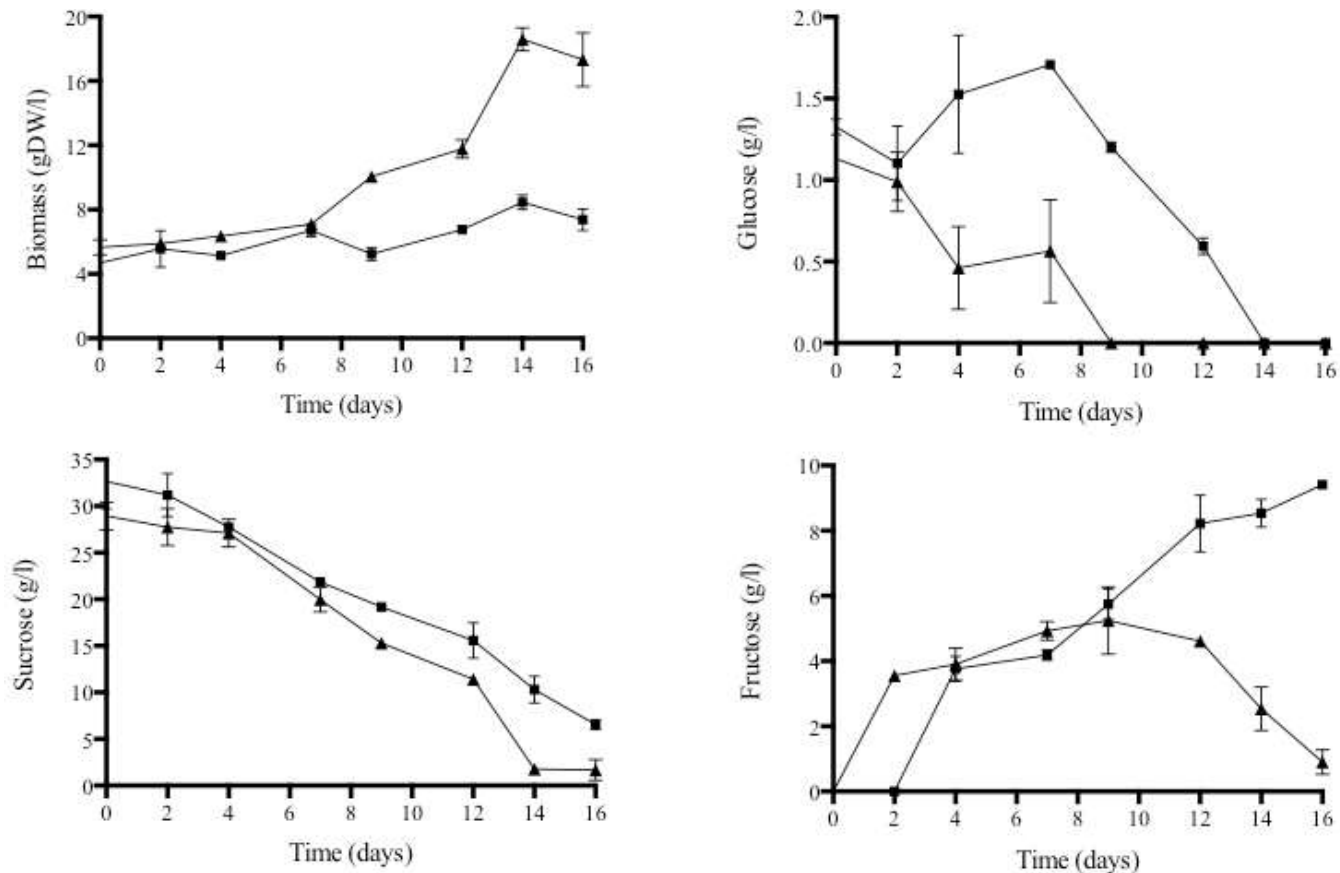 20
16
12
8
4
0
Biomass (gDW/l)
0 2 4 6 8 10 12 14 16
Time (days)
2.0
1.5
1.0
0.5
0.0
Glucose (g/l)
0 2 4 6 8 10 12 14 16
Time (days)
35
30
25
20
15
10
5
0
Sucrose (g/l)
0 2 4 6 8 10 12 14 16
Time (days)
10
8
6
4
2
0
Fructose (g/l)
0 2 4 6 8 10 12 14 16
Time (days)